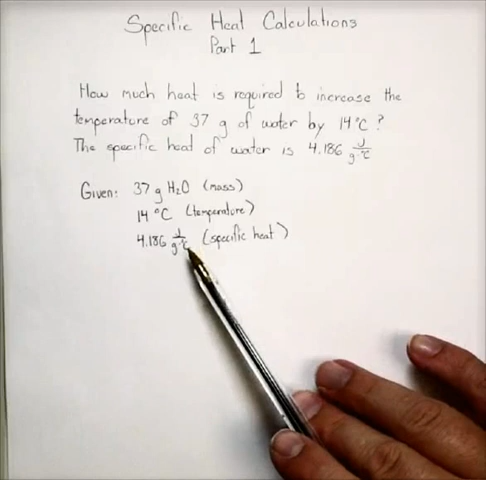 Specific Heat Calculations
Part 1
How much heat is required to increase the
temperature of 37 g of water by 14°C?
The specific heat of water is 4.186 J/g·°C
Given: 37 g H₂O (mass)
14 °C (temperature)
4.186 J/g·°C (specific heat)